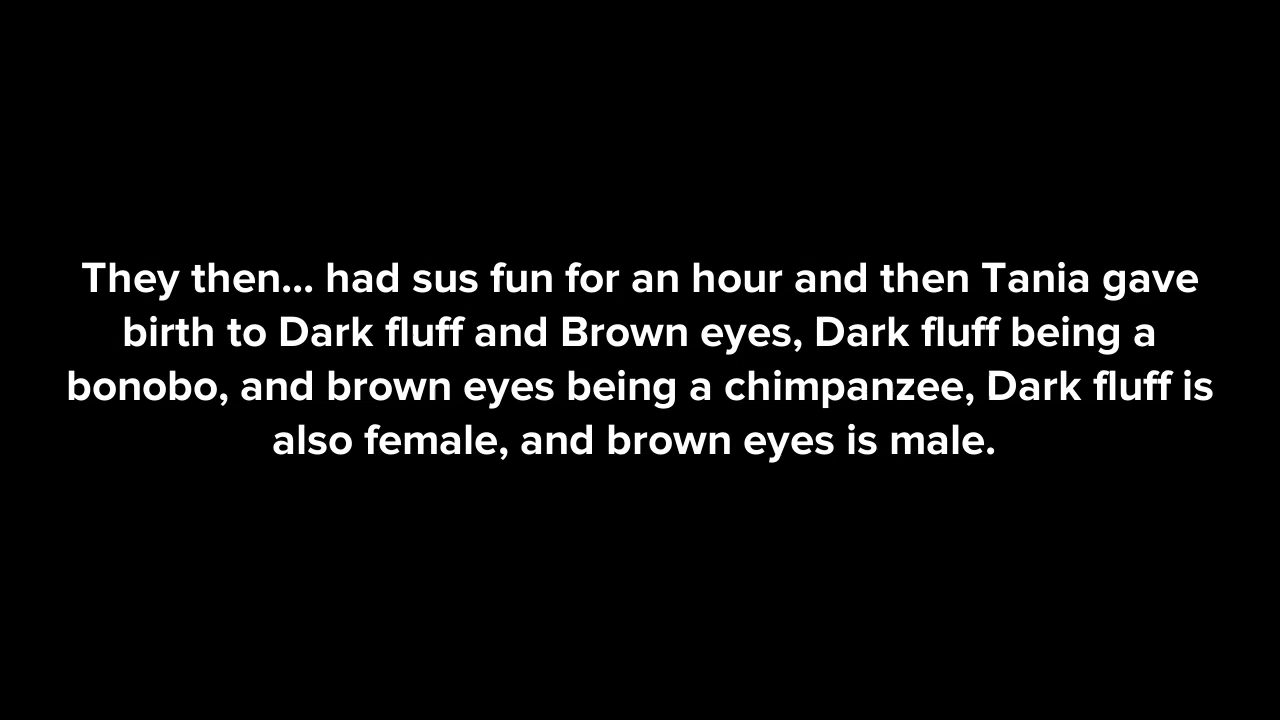 They then... had sus fun for an hour and then Tania gave
birth to Dark fluff and Brown eyes, Dark fluff being a
bonobo, and brown eyes being a chimpanzee, Dark fluff is
also female, and brown eyes is male.